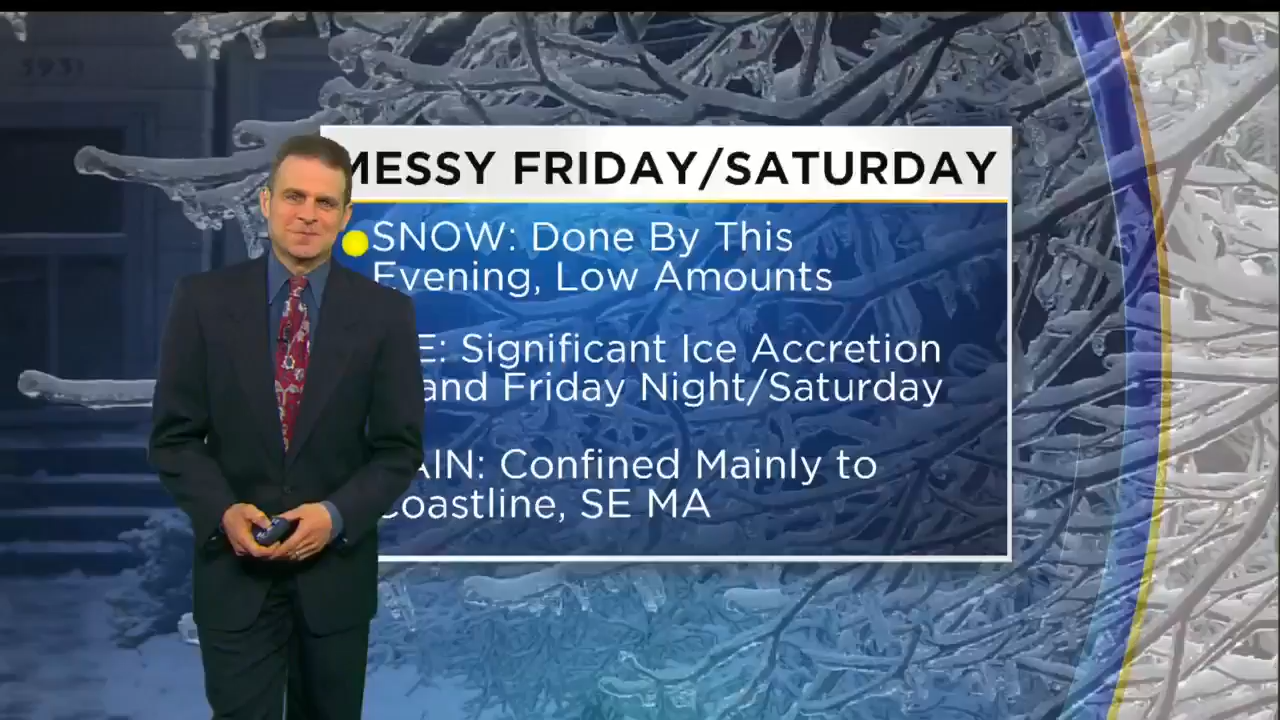 MESSY FRIDAY/SATURDAY
SNOW: Done By This
Evening, Low Amounts
E: Significant Ice Accretion
and Friday Night/Saturday
AIN: Confined Mainly to
Coastline, SE MA
3931